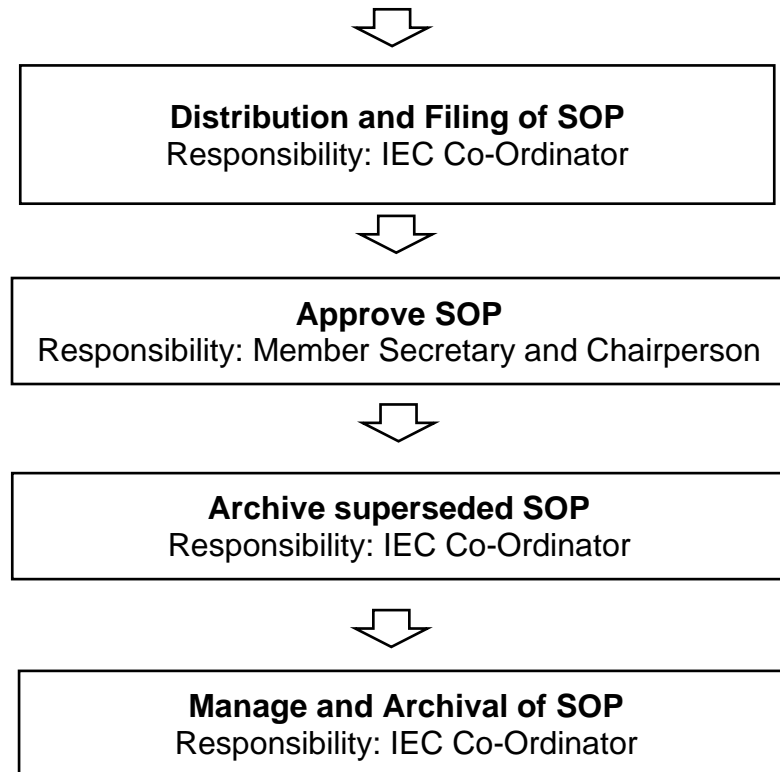 Distribution and Filing of SOP
Responsibility: IEC Co-Ordinator
Approve SOP
Responsibility: Member Secretary and Chairperson
Archive superseded SOP
Responsibility: IEC Co-Ordinator
Manage and Archival of SOP
Responsibility: IEC Co-Ordinator